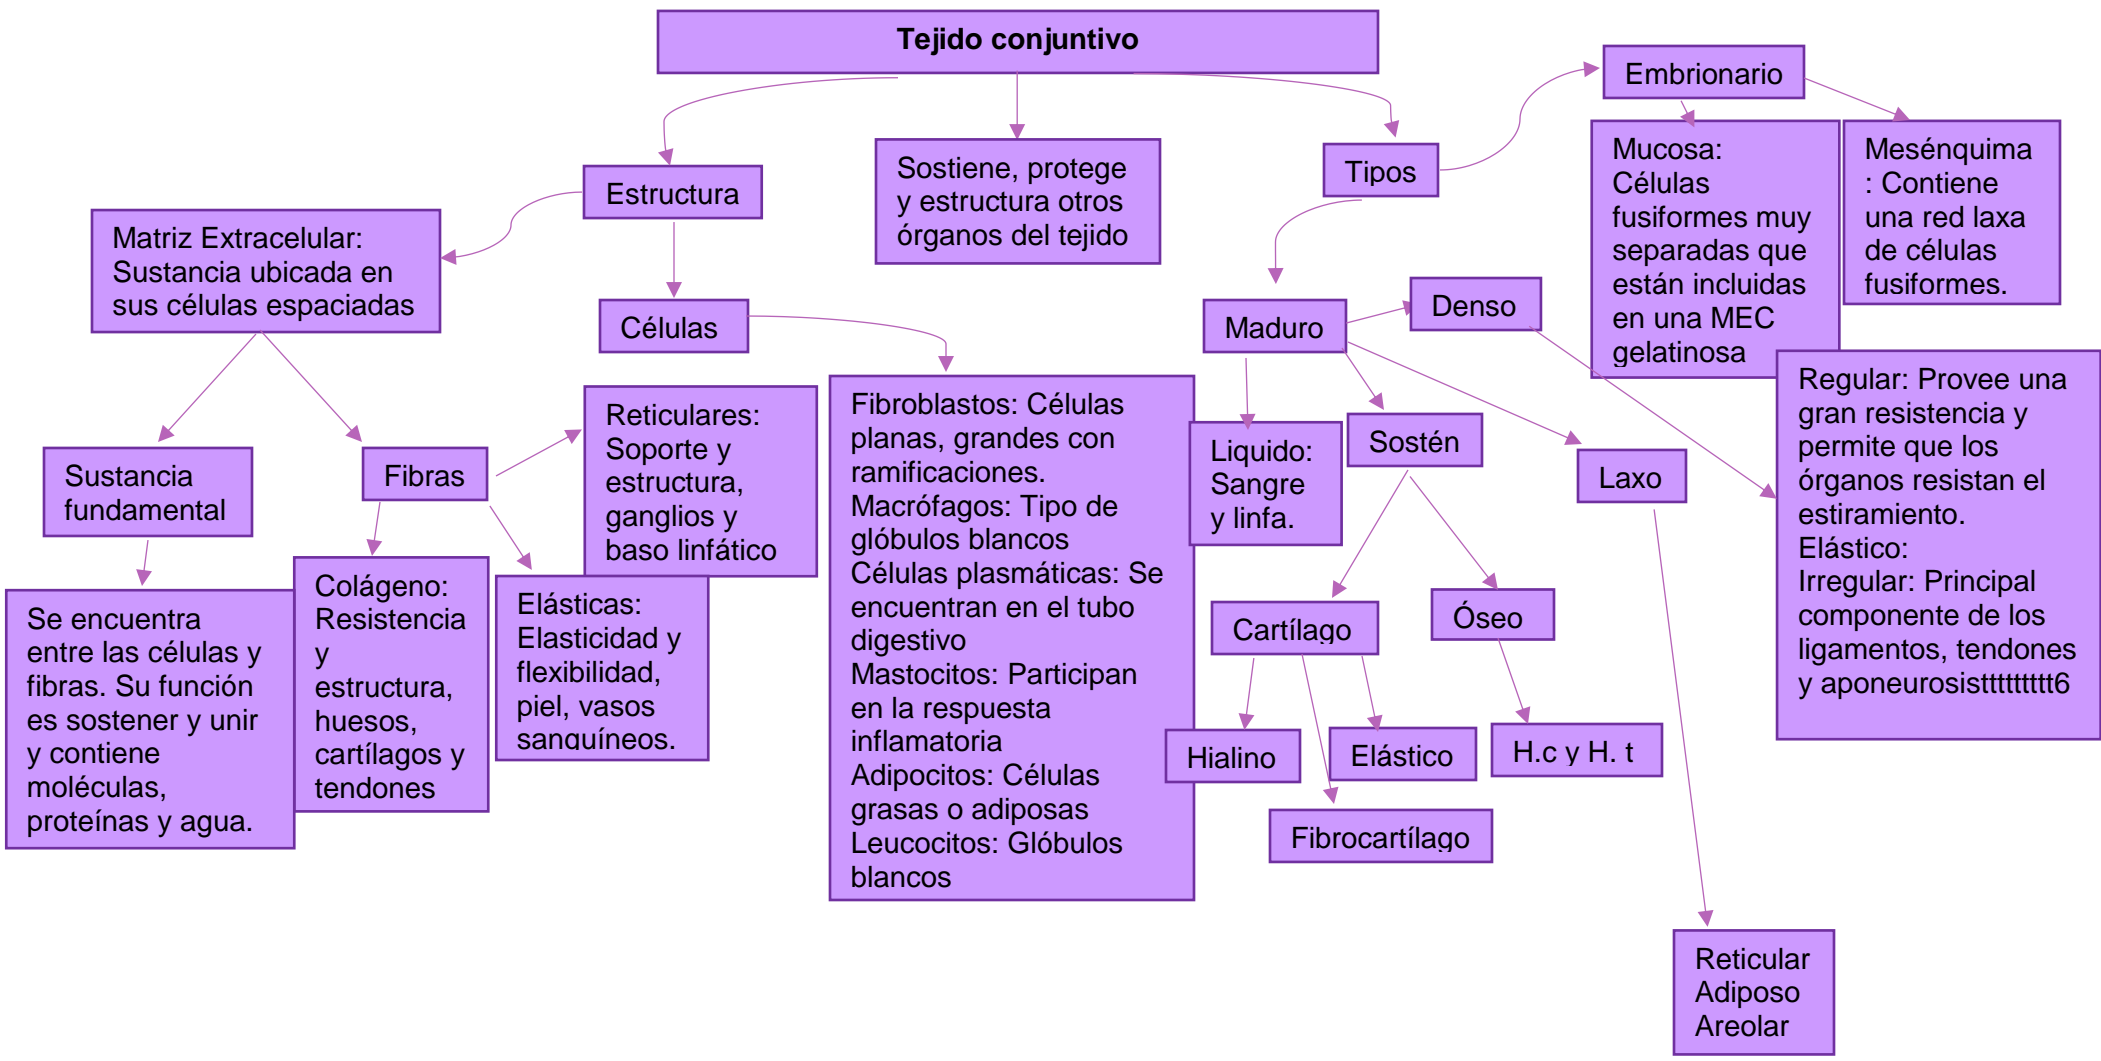 Tejido conjuntivo
Embrionario
Mucosa:
Células
fusiformes muy
separadas que
están incluidas
en una MEC
gelatinosa
Mesénquima
: Contiene
una red laxa
de células
fusiformes.
Sostiene, protege
y estructura otros
órganos del tejido
Tipos
Estructura
Matriz Extracelular:
Sustancia ubicada en
sus células espaciadas
Células
Maduro
Denso
Regular: Provee una
gran resistencia y
permite que los
órganos resistan el
estiramiento.
Elástico:
Irregular: Principal
componente de los
ligamentos, tendones
y aponeurosisttttttttt6
Reticulares:
Soporte y
estructura,
ganglios y
baso linfático
Fibroblastos: Células
planas, grandes con
ramificaciones.
Macrófagos: Tipo de
glóbulos blancos
Células plasmáticas: Se
encuentran en el tubo
digestivo
Mastocitos: Participan
en la respuesta
inflamatoria
Adipocitos: Células
grasas o adiposas
Leucocitos: Glóbulos
blancos
Liquido:
Sangre
y linfa.
Sostén
Laxo
Sustancia
fundamental
Fibras
Se encuentra
entre las células y
fibras. Su función
es sostener y unir
y contiene
moléculas,
proteínas y agua.
Colágeno:
Resistencia
y
estructura,
huesos,
cartílagos y
tendones
Elásticas:
Elasticidad y
flexibilidad,
piel, vasos
sanguíneos.
Cartílago
Óseo
Hialino
Elástico
H.c y H. t
Fibrocartílago
Reticular
Adiposo
Areolar